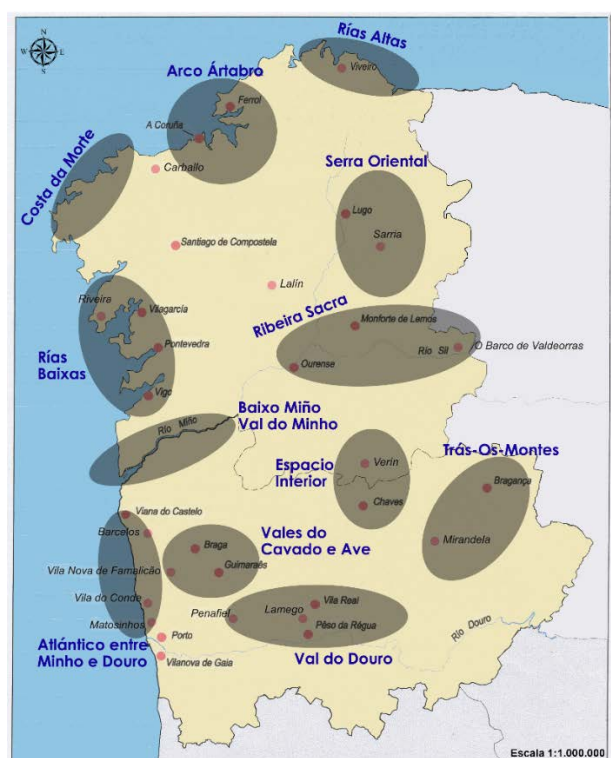 Rías Altas
N
W
E
S
Viveiro
Arco Ártabro
Ferrol
A Coruña
Costa da Morte
Carballo
Serra Oriental
Lugo
Sarria
Santiago de Compostela
Lalín
Riveira
Vilagarcía
Ribeira Sacra
Monforte de Lemos
Pontevedra
Río Sil
O Barco de Valdeorras
Rías
Baixas
Ourense
Vigo
Baixo Miño
Val do Minho
Río Miño
Espacio
Interior
Verín
Chaves
Trás-Os-Montes
Bragança
Mirandela
Viana do Castelo
Barcelos
Vales do
Cavado e Ave
Braga
Guimaraês
Vila Nova de Famalicão
Vila do Conde
Matosinhos
Penafiel
Lamego
Vila Real
Pêso da Régua
Río Douro
Atlántico entre
Minho e Douro
Porto
Vilanova de Gaia
Val do Douro
Escala 1:1.000.000